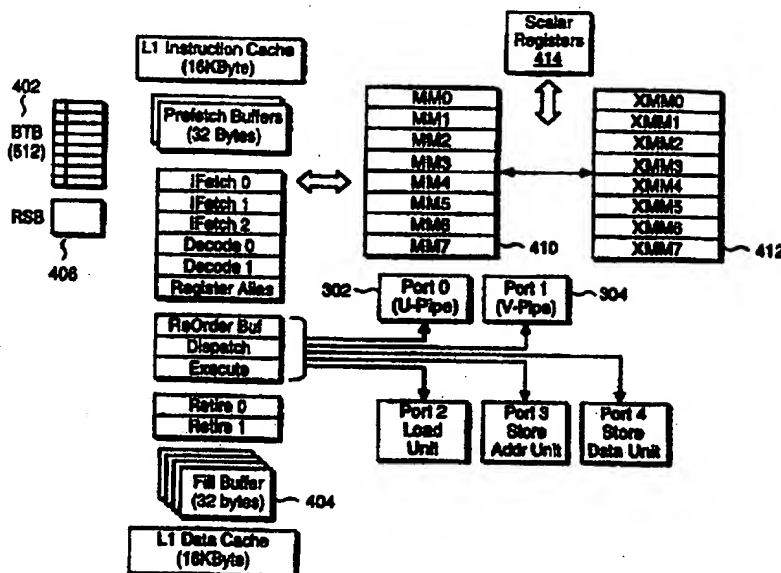 Scalar
Registers
414
L1 Instruction Cache
(16KByte)
402
BTB
(512)
Prefetch Buffers
(32 Bytes)
MM0
MM1
MM2
MM3
MM4
MM5
MM6
MM7
410
XMM0
XMM1
XMM2
XMM3
XMM4
XMM5
XMM6
XMM7
412
RSB
406
IFetch 0
IFetch 1
IFetch 2
Decode 0
Decode 1
Register Alias
302
Port 0
(U-Pipe)
Port 1
(V-Pipe)
304
ReOrder Buf
Dispatch
Execute
Retire 0
Retire 1
Port 2
Load
Unit
Port 3
Store
Addr Unit
Port 4
Store
Data Unit
Fill Buffer
(32 bytes)
404
L1 Data Cache
(16KByte)